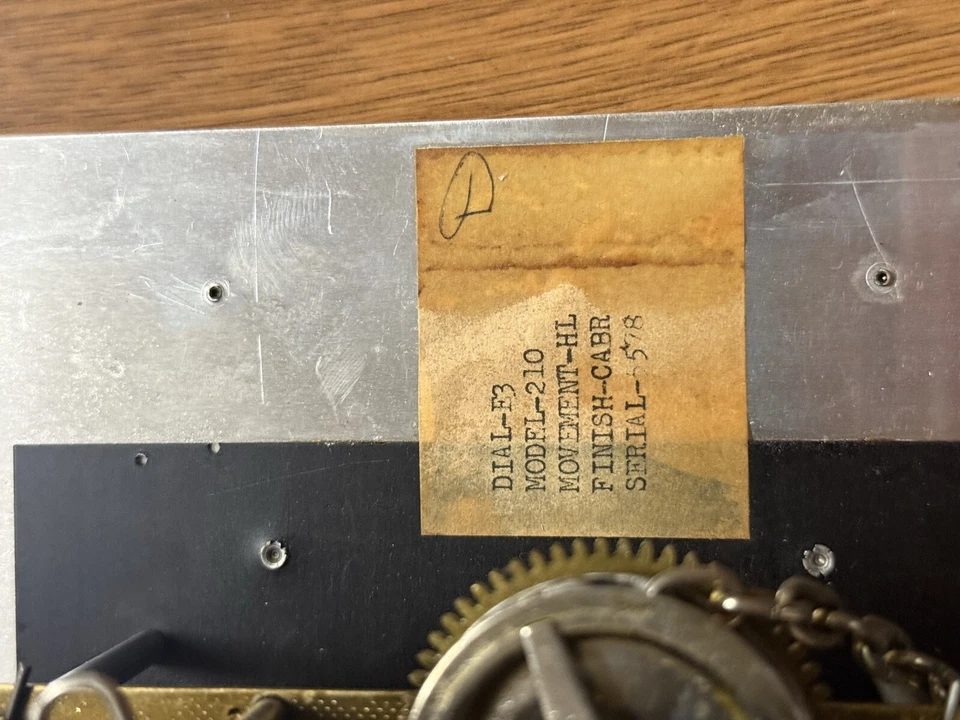 DIAL-E3
MODEL-210
MOVEMENT-HL
FINISH-CABR
SERIAL-